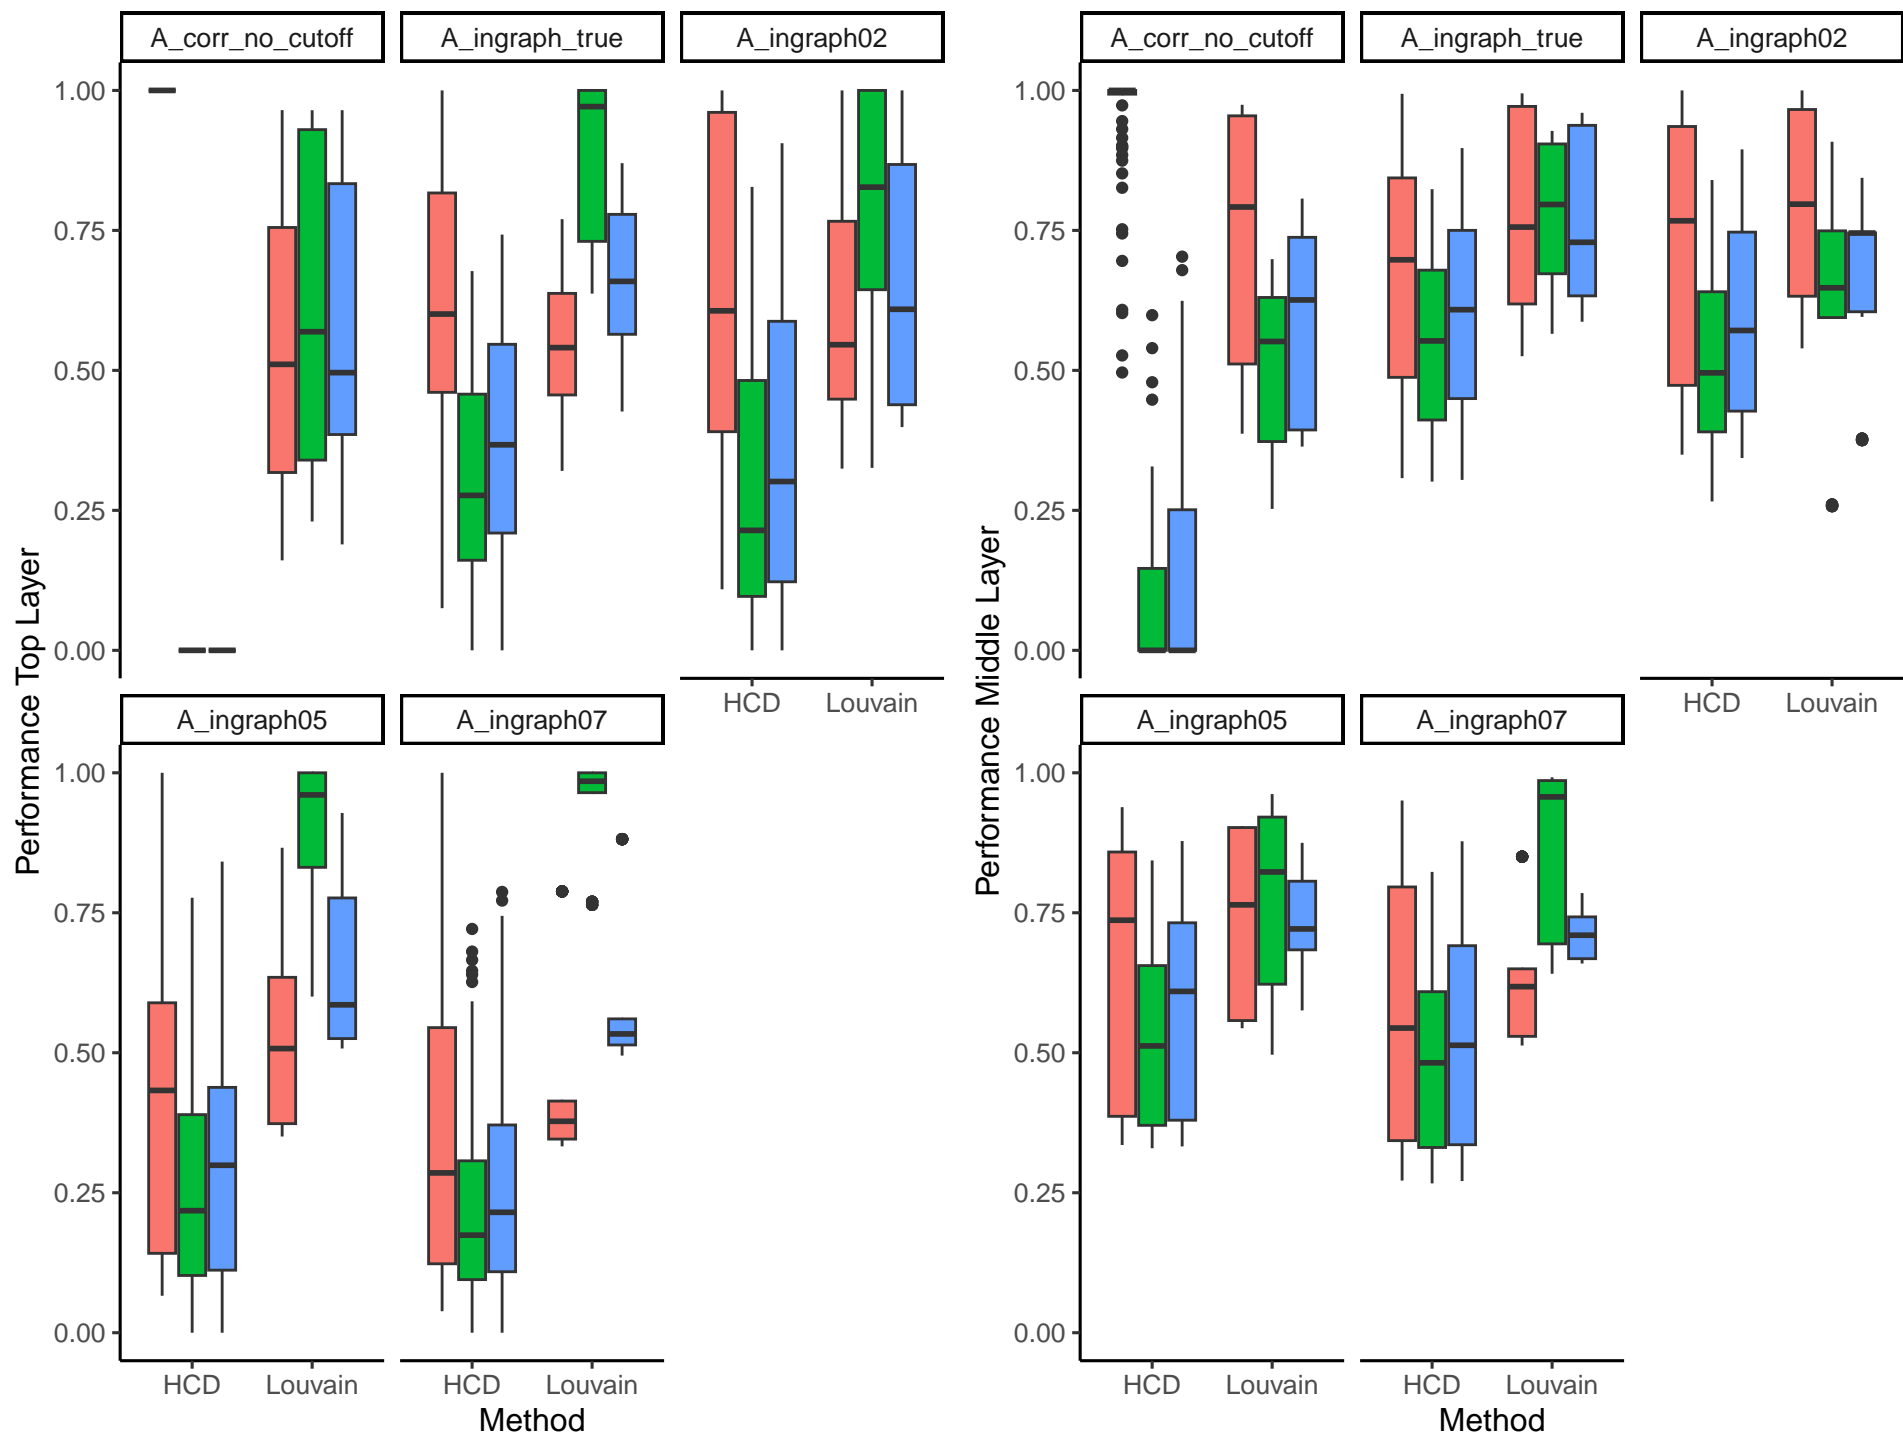 A_corr_no_cutoff
A_ingraph_true
A_ingraph02
1.00
0.75
0.50
0.25
0.00
HCD
Louvain
A_ingraph05
A_ingraph07
1.00
0.75
0.50
0.25
0.00
HCD
Louvain
HCD
Louvain
Method
Performance Top Layer
A_corr_no_cutoff
A_ingraph_true
A_ingraph02
1.00
0.75
0.50
0.25
0.00
HCD
Louvain
A_ingraph05
A_ingraph07
1.00
0.75
0.50
0.25
0.00
HCD
Louvain
HCD
Louvain
Method
Performance Middle Layer